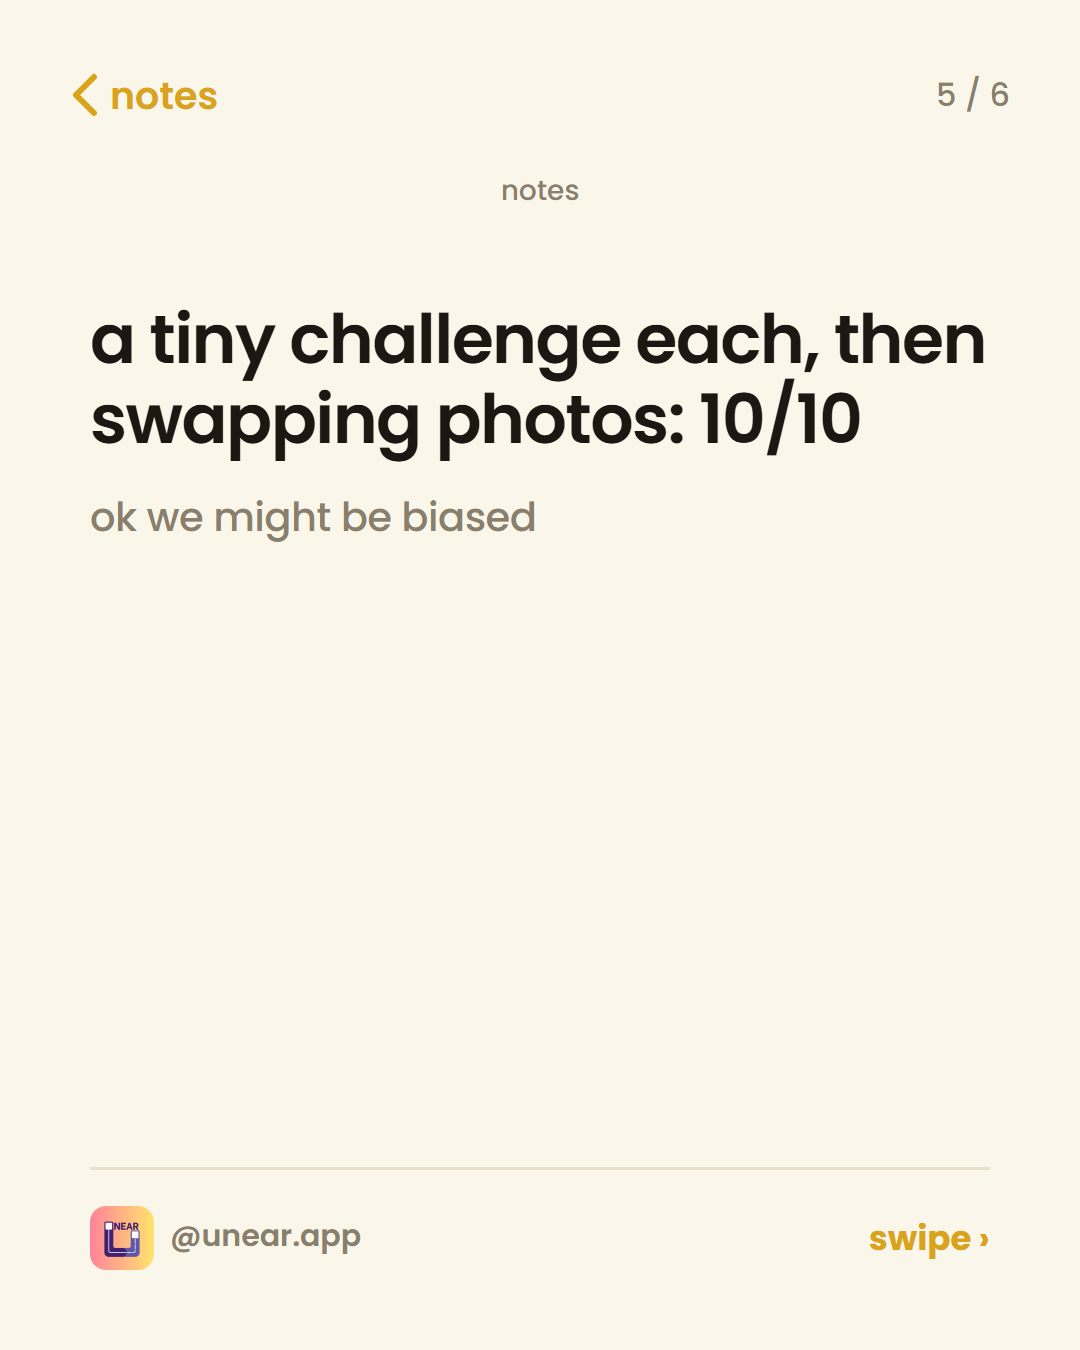 notes
5 / 6
notes
a tiny challenge each, then
swapping photos: 10/10
ok we might be biased
NEAR
@unear.app
swipe ›